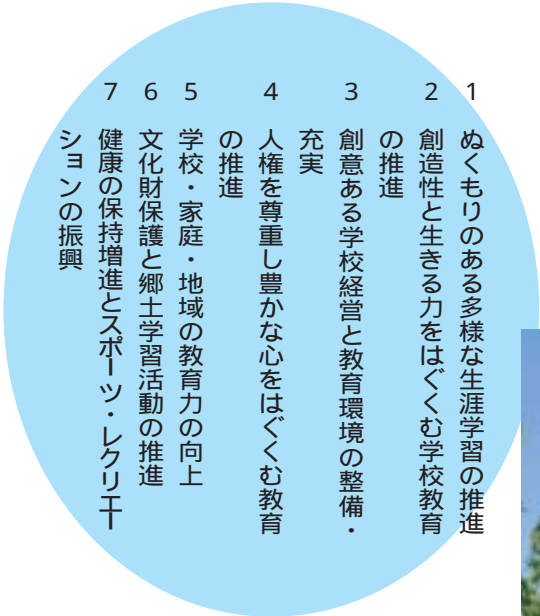 1 ぬくもりのある多様な生涯学習の推進
2 創造性と生きる力をはぐくむ学校教育
の推進
3 創意ある学校経営と教育環境の整備・
充実
4 人権を尊重し豊かな心をはぐくむ教育
の推進
5 学校・家庭・地域の教育力の向上
6 文化財保護と郷土学習活動の推進
7 健康の保持増進とスポーツ・レクリエー
ションの振興